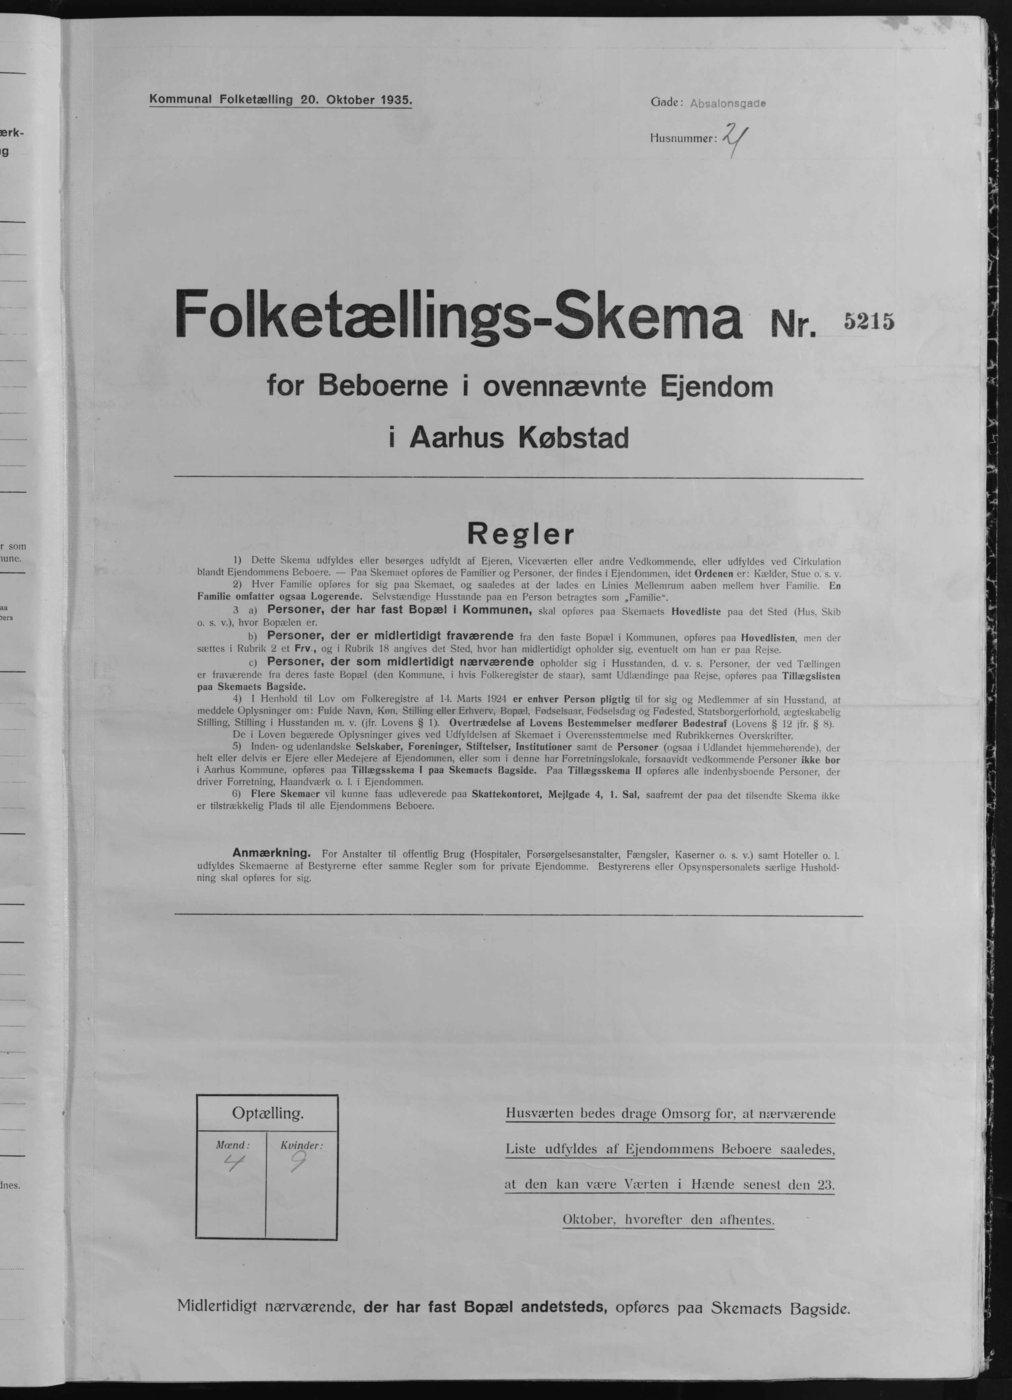 Kommunal Folketælling 20. Oktober 1935.
Gade: Absalonsgade
Husnummer: 21
Folketællings-Skema Nr. 5215
for Beboerne i ovennævnte Ejendom
i Aarhus Købstad
Regler
1) Dette Skema udfyldes eller besørges udfyldt af Ejeren, Viceværten eller andre Vedkommende, eller udfyldes ved Cirkulation
blandt Ejendommens Beboere. — Paa Skemaet opføres de Familier og Personer, der findes i Ejendommen, idet Ordenen er: Kælder, Stue o. s. v.
2) Hver Familie opføres for sig paa Skemaet, og saaledes at der lades en Linies Mellemrum aaben mellem hver Familie. En
Familie omfatter ogsaa Logerende. Selvstændige Husstande paa en Person betragtes som „Familie".
3 a) Personer, der har fast Bopæl i Kommunen, skal opføres paa Skemaets Hovedliste paa det Sted (Hus, Skib
o. s. v.), hvor Bopælen er.
b) Personer, der er midlertidigt fraværende fra den faste Bopæl i Kommunen, opføres paa Hovedlisten, men der
sættes i Rubrik 2 et Frv., og i Rubrik 18 angives det Sted, hvor han midlertidigt opholder sig, eventuelt om han er paa Rejse.
c) Personer, der som midlertidigt nærværende opholder sig i Husstanden, d. v. s. Personer, der ved Tællingen
er fraværende fra deres faste Bopæl (den Kommune, i hvis Folkeregister de staar), samt Udlændinge paa Rejse, opføres paa Tillægslisten
paa Skemaets Bagside.
4) I Henhold til Lov om Folkeregistre af 14. Marts 1924 er enhver Person pligtig til for sig og Medlemmer af sin Husstand, at
meddele Oplysninger om: Fulde Navn, Køn, Stilling eller Erhverv, Bopæl, Fødselsaar, Fødselsdag og Fødested, Statsborgerforhold, ægteskabelig
Stilling, Stilling i Husstanden m. v. (jfr. Lovens § 1). Overtrædelse af Lovens Bestemmelser medfører Bødestraf (Lovens § 12 jfr. § 8).
De i Loven begærede Oplysninger gives ved Udfyldelsen af Skemaet i Overensstemmelse med Rubrikkernes Overskrifter.
5) Inden- og udenlandske Selskaber, Foreninger, Stiftelser, Institutioner samt de Personer (ogsaa i Udlandet hjemmehørende), der
helt eller delvis er Ejere eller Medejere af Ejendommen, eller som i denne har Forretningslokale, forsaavidt vedkommende Personer ikke bor
i Aarhus Kommune, opføres paa Tillægsskema I paa Skemaets Bagside. Paa Tillægsskema II opføres alle indenbysboende Personer, der
driver Forretning, Haandværk o. l. i Ejendommen.
6) Flere Skemaer vil kunne faas udleverede paa Skattekontoret, Mejlgade 4, 1. Sal, saafremt der paa det tilsendte Skema ikke
er tilstrækkelig Plads til alle Ejendommens Beboere.
Anmærkning. For Anstalter til offentlig Brug (Hospitaler, Forsørgelsesanstalter, Fængsler, Kaserner o. s. v.) samt Hoteller o. l.
udfyldes Skemaerne af Bestyrerne efter samme Regler som for private Ejendomme. Bestyrerens eller Opsynspersonalets særlige Hushold-
ning skal opføres for sig.
Optælling.
Mænd: Kvinder:
4 9
Husværten bedes drage Omsorg for, at nærværende
Liste udfyldes af Ejendommens Beboere saaledes,
at den kan være Værten i Hænde senest den 23.
Oktober, hvorefter den afhentes.
Midlertidigt nærværende, der har fast Bopæl andetsteds, opføres paa Skemaets Bagside.